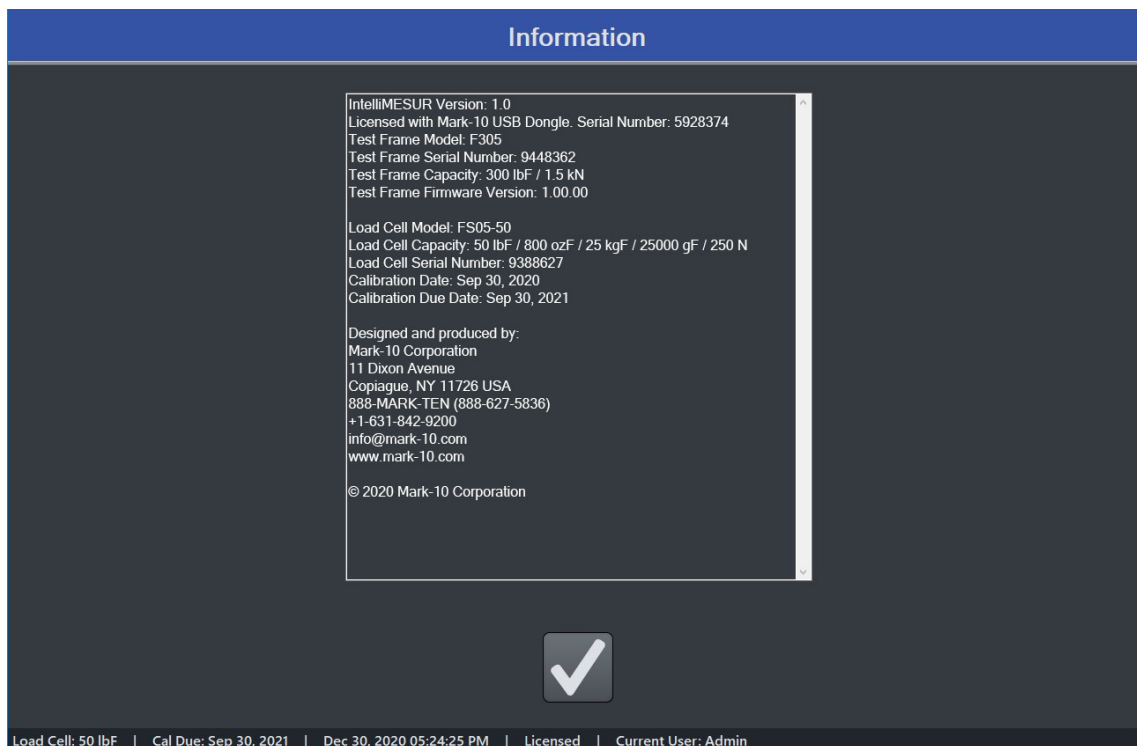 Information
IntelliMESUR Version: 1.0
Licensed with Mark-10 USB Dongle. Serial Number: 5928374
Test Frame Model: F305
Test Frame Serial Number: 9448362
Test Frame Capacity: 300 lbF / 1.5 kN
Test Frame Firmware Version: 1.00.00
Load Cell Model: FS05-50
Load Cell Capacity: 50 lbF / 800 ozF / 25 kgF / 25000 gF / 250 N
Load Cell Serial Number: 9388627
Calibration Date: Sep 30, 2020
Calibration Due Date: Sep 30, 2021
Designed and produced by:
Mark-10 Corporation
11 Dixon Avenue
Copiague, NY 11726 USA
888-MARK-TEN (888-627-5836)
+1-631-842-9200
info@mark-10.com
www.mark-10.com
© 2020 Mark-10 Corporation
Load Cell: 50 lbF | Cal Due: Sep 30, 2021 | Dec 30, 2020 05:24:25 PM | Licensed | Current User: Admin